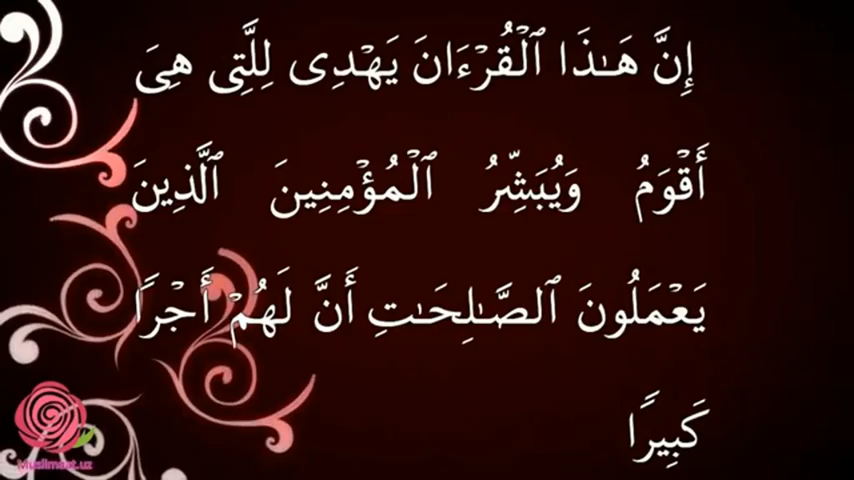 إِنَّ هَـٰذَا ٱلْقُرْءَانَ يَهْدِى لِلَّتِى هِىَ
أَقْوَمُ وَيُبَشِّرُ ٱلْمُؤْمِنِينَ ٱلَّذِينَ
يَعْمَلُونَ ٱلصَّـٰلِحَـٰتِ أَنَّ لَهُمْ أَجْرًا
كَبِيرًا
Muslimaat.uz